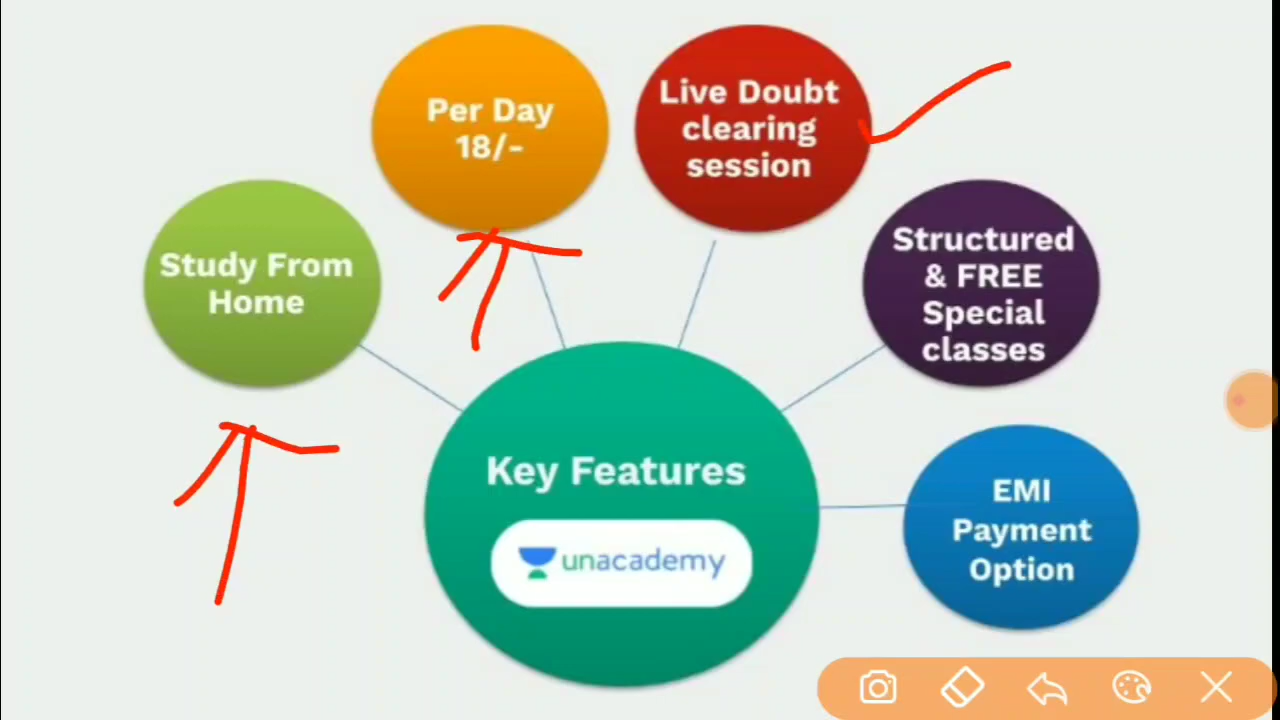 Per Day
18/-
Live Doubt
clearing
session
Study From
Home
Structured
& FREE
Special
classes
Key Features
unacademy
EMI
Payment
Option